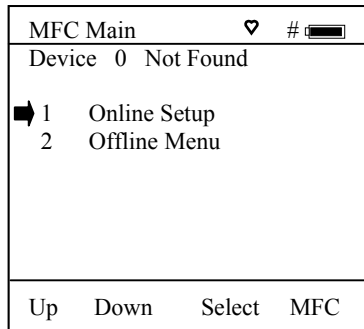 MFC Main ♡ #
Device 0 Not Found
1 Online Setup
2 Offline Menu
Up Down Select MFC